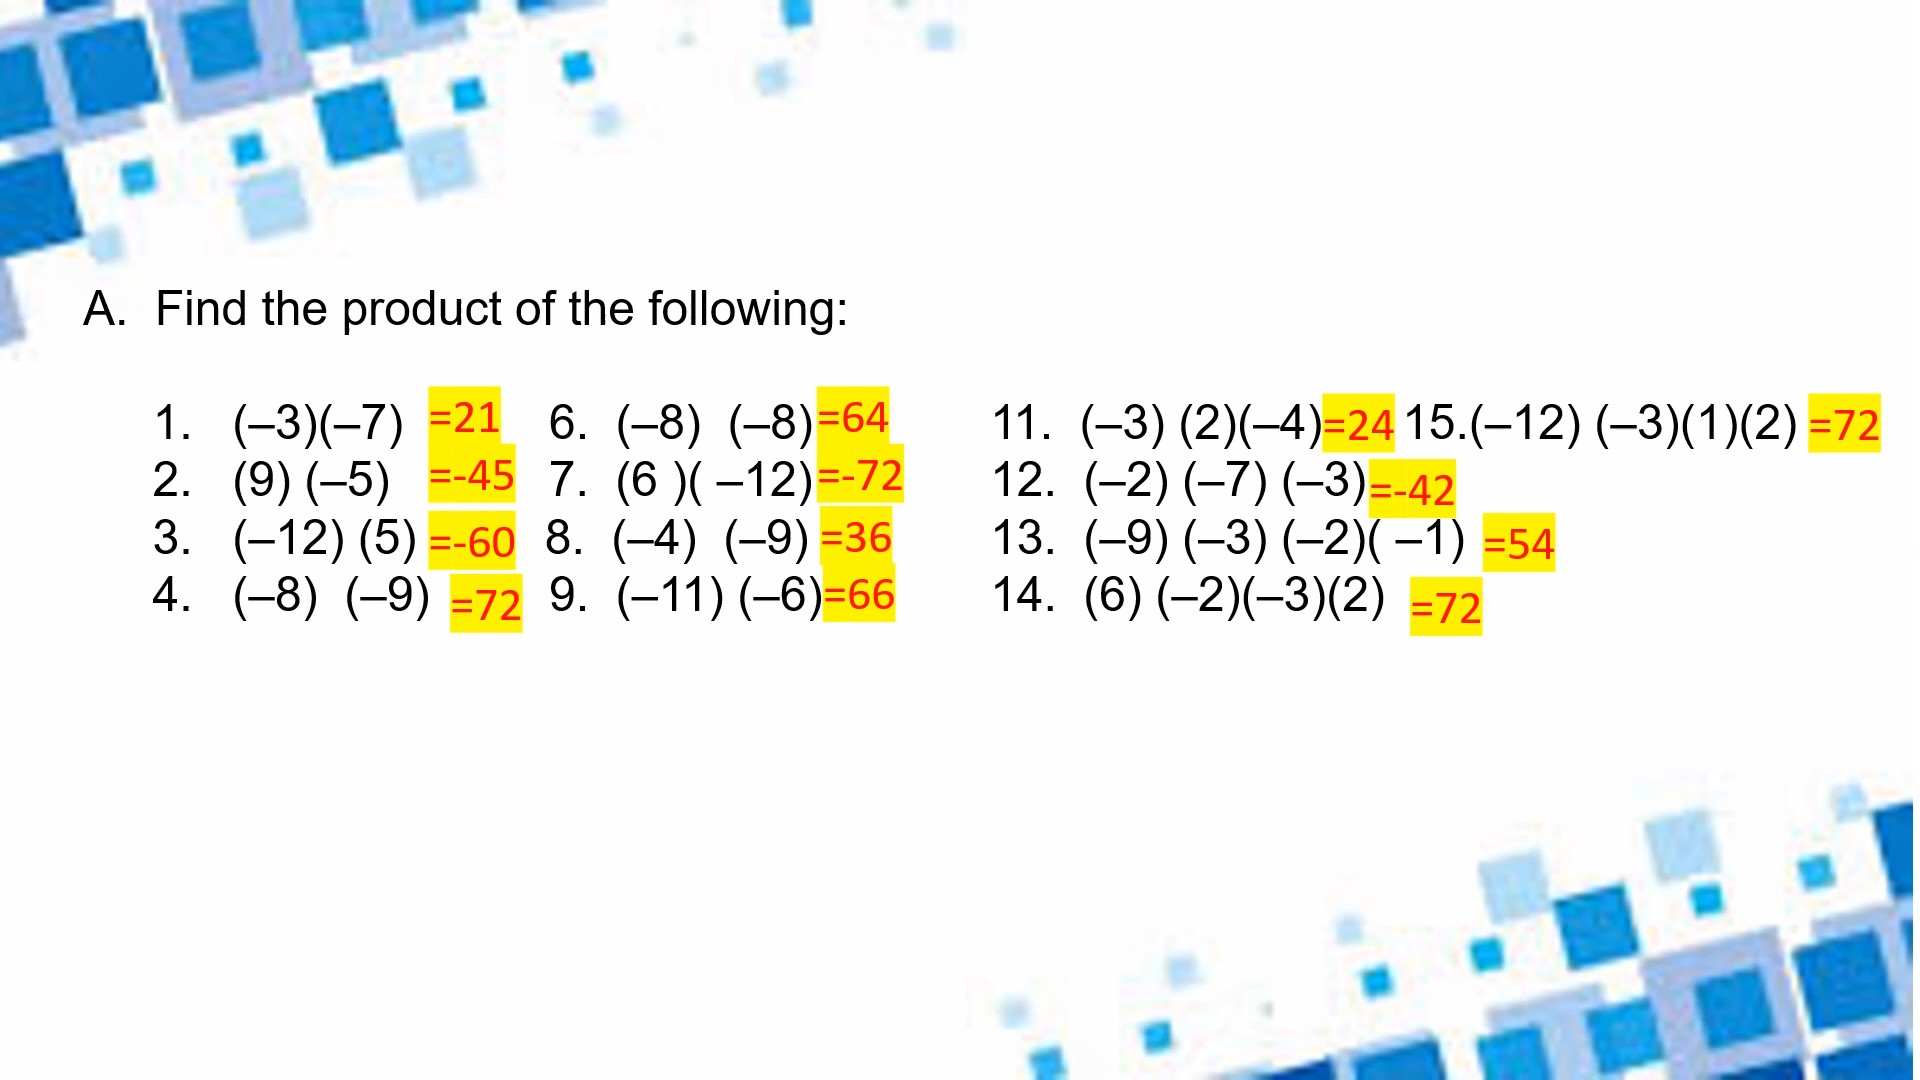 A. Find the product of the following:
1. (–3)(–7) =21 6. (–8) (–8) =64 11. (–3) (2)(–4) =24 15.(–12) (–3)(1)(2) =72
2. (9) (–5) =-45 7. (6 )( –12) =-72 12. (–2) (–7) (–3) =-42
3. (–12) (5) =-60 8. (–4) (–9) =36 13. (–9) (–3) (–2)( –1) =54
4. (–8) (–9) =72 9. (–11) (–6) =66 14. (6) (–2)(–3)(2) =72